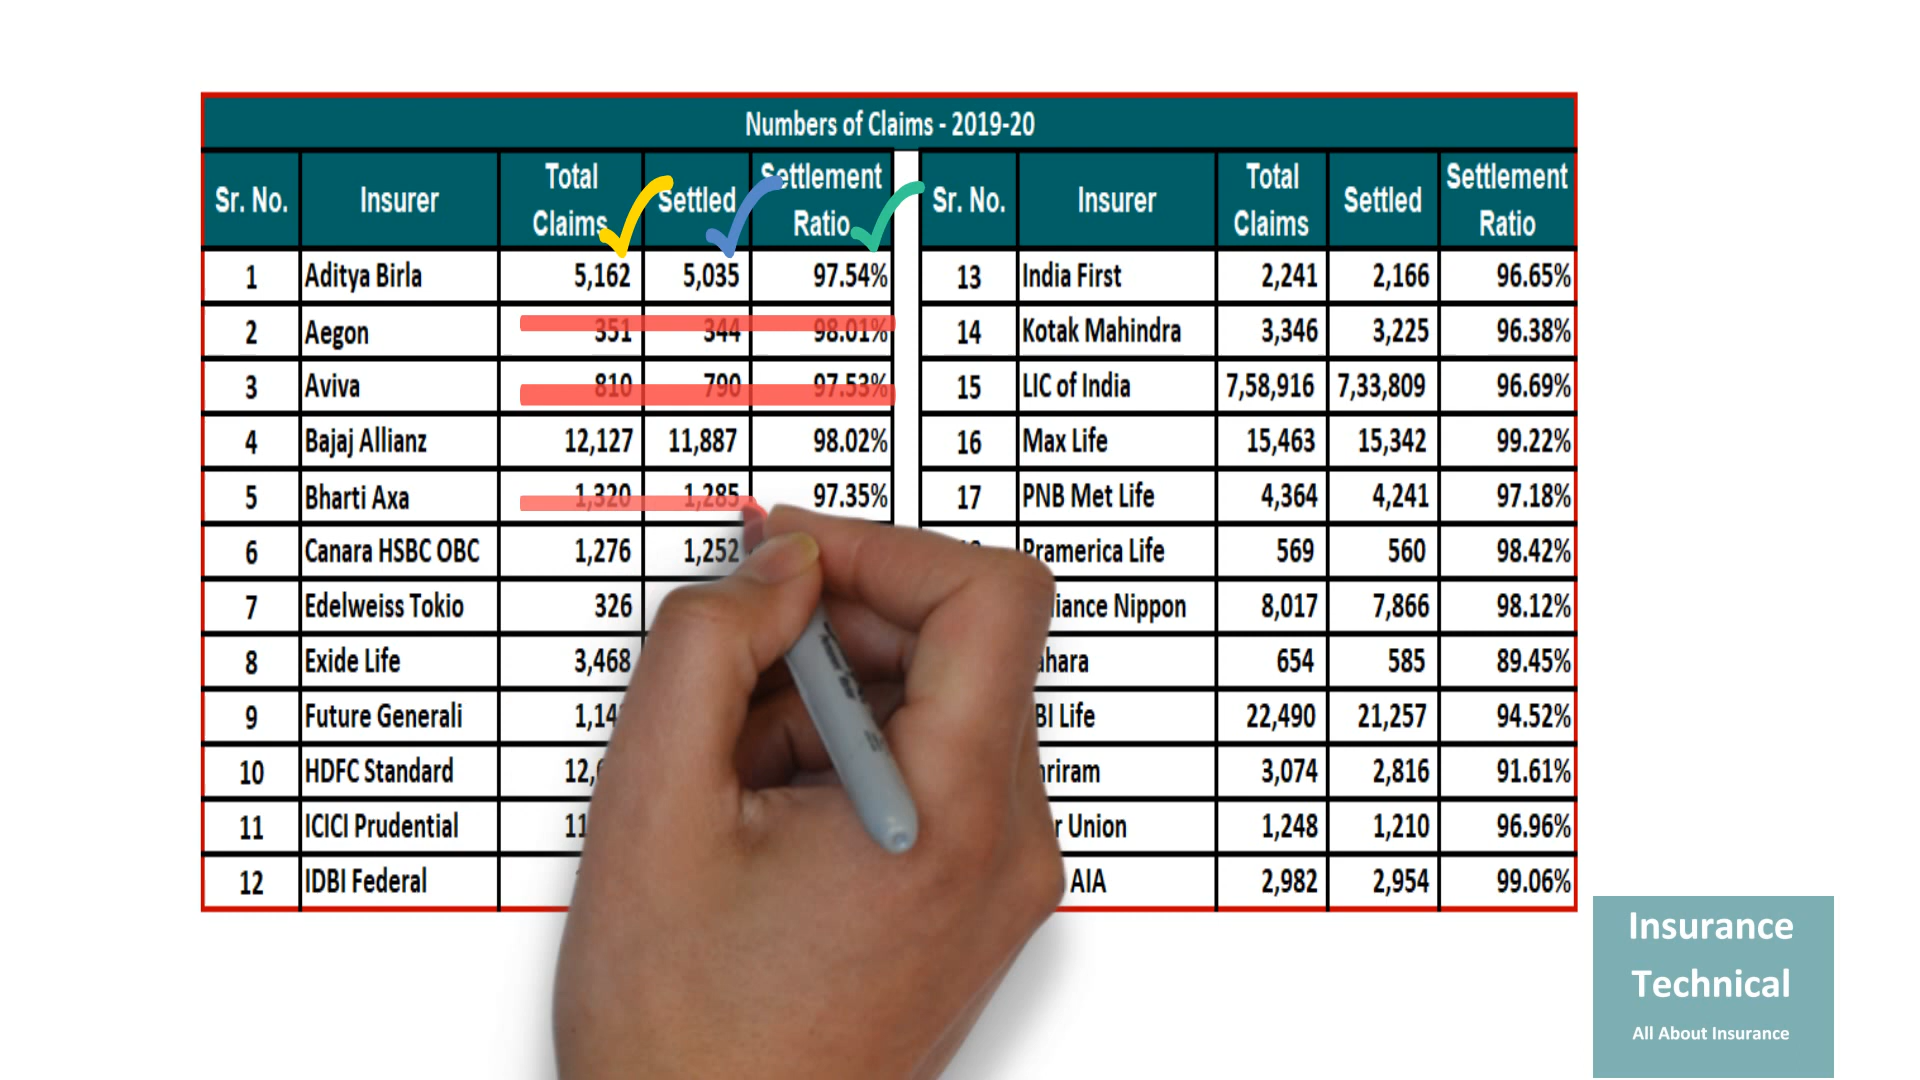 Numbers of Claims - 2019-20
Sr. No. Insurer Total Claims Settled Settlement Ratio Sr. No. Insurer Total Claims Settled Settlement Ratio
1 Aditya Birla 5,162 5,035 97.54% 13 India First 2,241 2,166 96.65%
2 Aegon 351 344 98.01% 14 Kotak Mahindra 3,346 3,225 96.38%
3 Aviva 810 790 97.53% 15 LIC of India 7,58,916 7,33,809 96.69%
4 Bajaj Allianz 12,127 11,887 98.02% 16 Max Life 15,463 15,342 99.22%
5 Bharti Axa 1,320 1,285 97.35% 17 PNB Met Life 4,364 4,241 97.18%
6 Canara HSBC OBC 1,276 1,252 Pramerica Life 569 560 98.42%
7 Edelweiss Tokio 326 Nippon 8,017 7,866 98.12%
8 Exide Life 3,468 654 585 89.45%
9 Future Generali Life 22,490 21,257 94.52%
10 HDFC Standard 3,074 2,816 91.61%
11 ICICI Prudential Union 1,248 1,210 96.96%
12 IDBI Federal AIA 2,982 2,954 99.06%
Insurance
Technical
All About Insurance